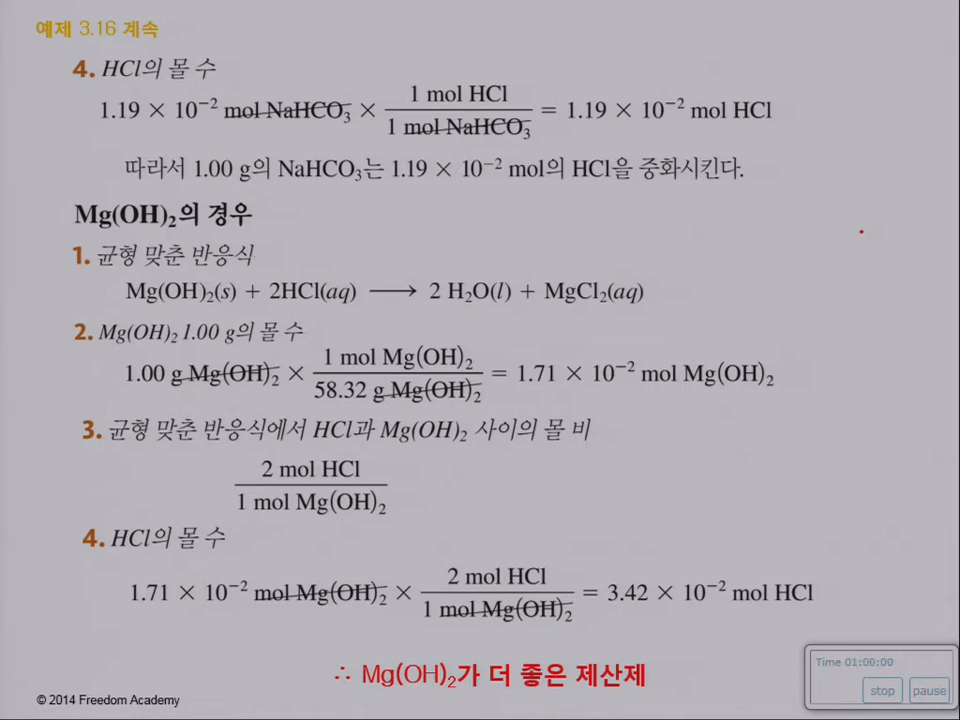 예제 3.16 계속
4. HCl의 몰 수
1.19 × 10⁻² mol NaHCO₃ × 1 mol HCl / 1 mol NaHCO₃ = 1.19 × 10⁻² mol HCl
따라서 1.00 g의 NaHCO₃는 1.19 × 10⁻² mol의 HCl을 중화시킨다.
Mg(OH)₂의 경우
1. 균형 맞춘 반응식
Mg(OH)₂(s) + 2HCl(aq) ⟶ 2 H₂O(l) + MgCl₂(aq)
2. Mg(OH)₂ 1.00 g의 몰 수
1.00 g Mg(OH)₂ × 1 mol Mg(OH)₂ / 58.32 g Mg(OH)₂ = 1.71 × 10⁻² mol Mg(OH)₂
3. 균형 맞춘 반응식에서 HCl과 Mg(OH)₂ 사이의 몰 비
2 mol HCl / 1 mol Mg(OH)₂
4. HCl의 몰 수
1.71 × 10⁻² mol Mg(OH)₂ × 2 mol HCl / 1 mol Mg(OH)₂ = 3.42 × 10⁻² mol HCl
∴ Mg(OH)₂가 더 좋은 제산제
Time 01:00:00
stop pause
© 2014 Freedom Academy